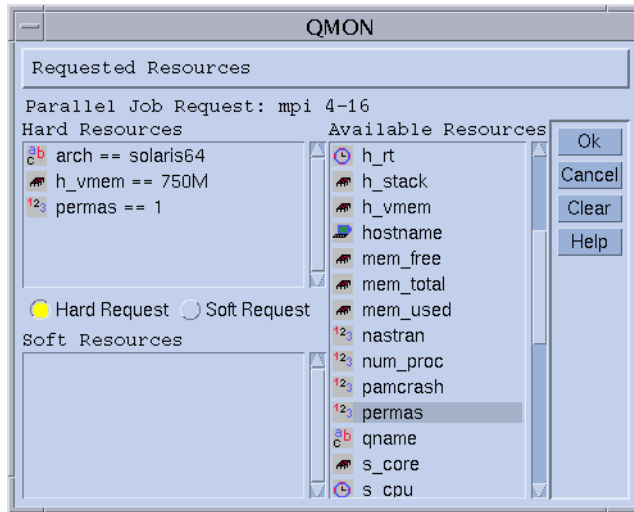 QMON
Requested Resources
Parallel Job Request: mpi 4-16
Hard Resources
arch == solaris64
h_vmem == 750M
permas == 1
Hard Request
Soft Request
Soft Resources
Available Resources
h_rt
h_stack
h_vmem
hostname
mem_free
mem_total
mem_used
nastran
num_proc
pamcrash
permas
qname
s_core
s_cpu
Ok
Cancel
Clear
Help